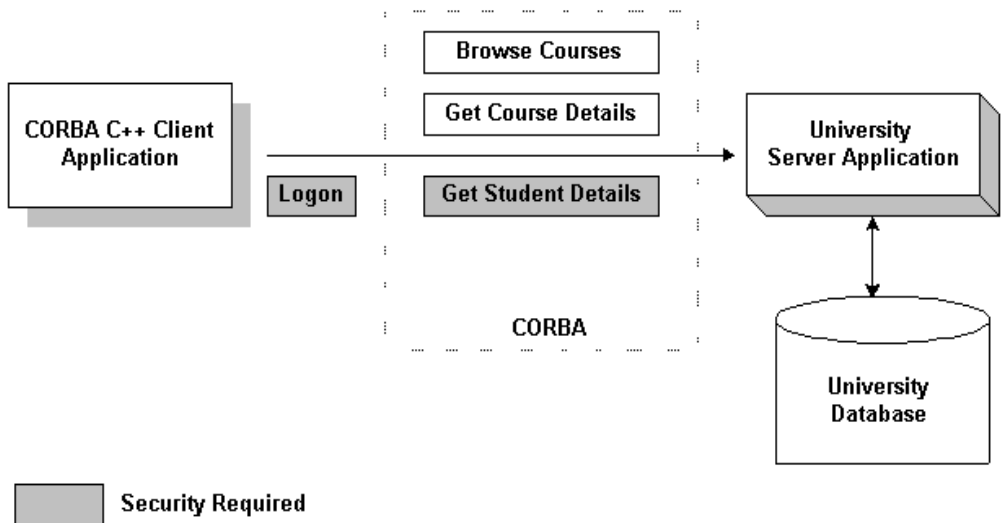 Browse Courses
CORBA C++ Client
Application
Get Course Details
University
Server Application
Logon
Get Student Details
CORBA
University
Database
Security Required